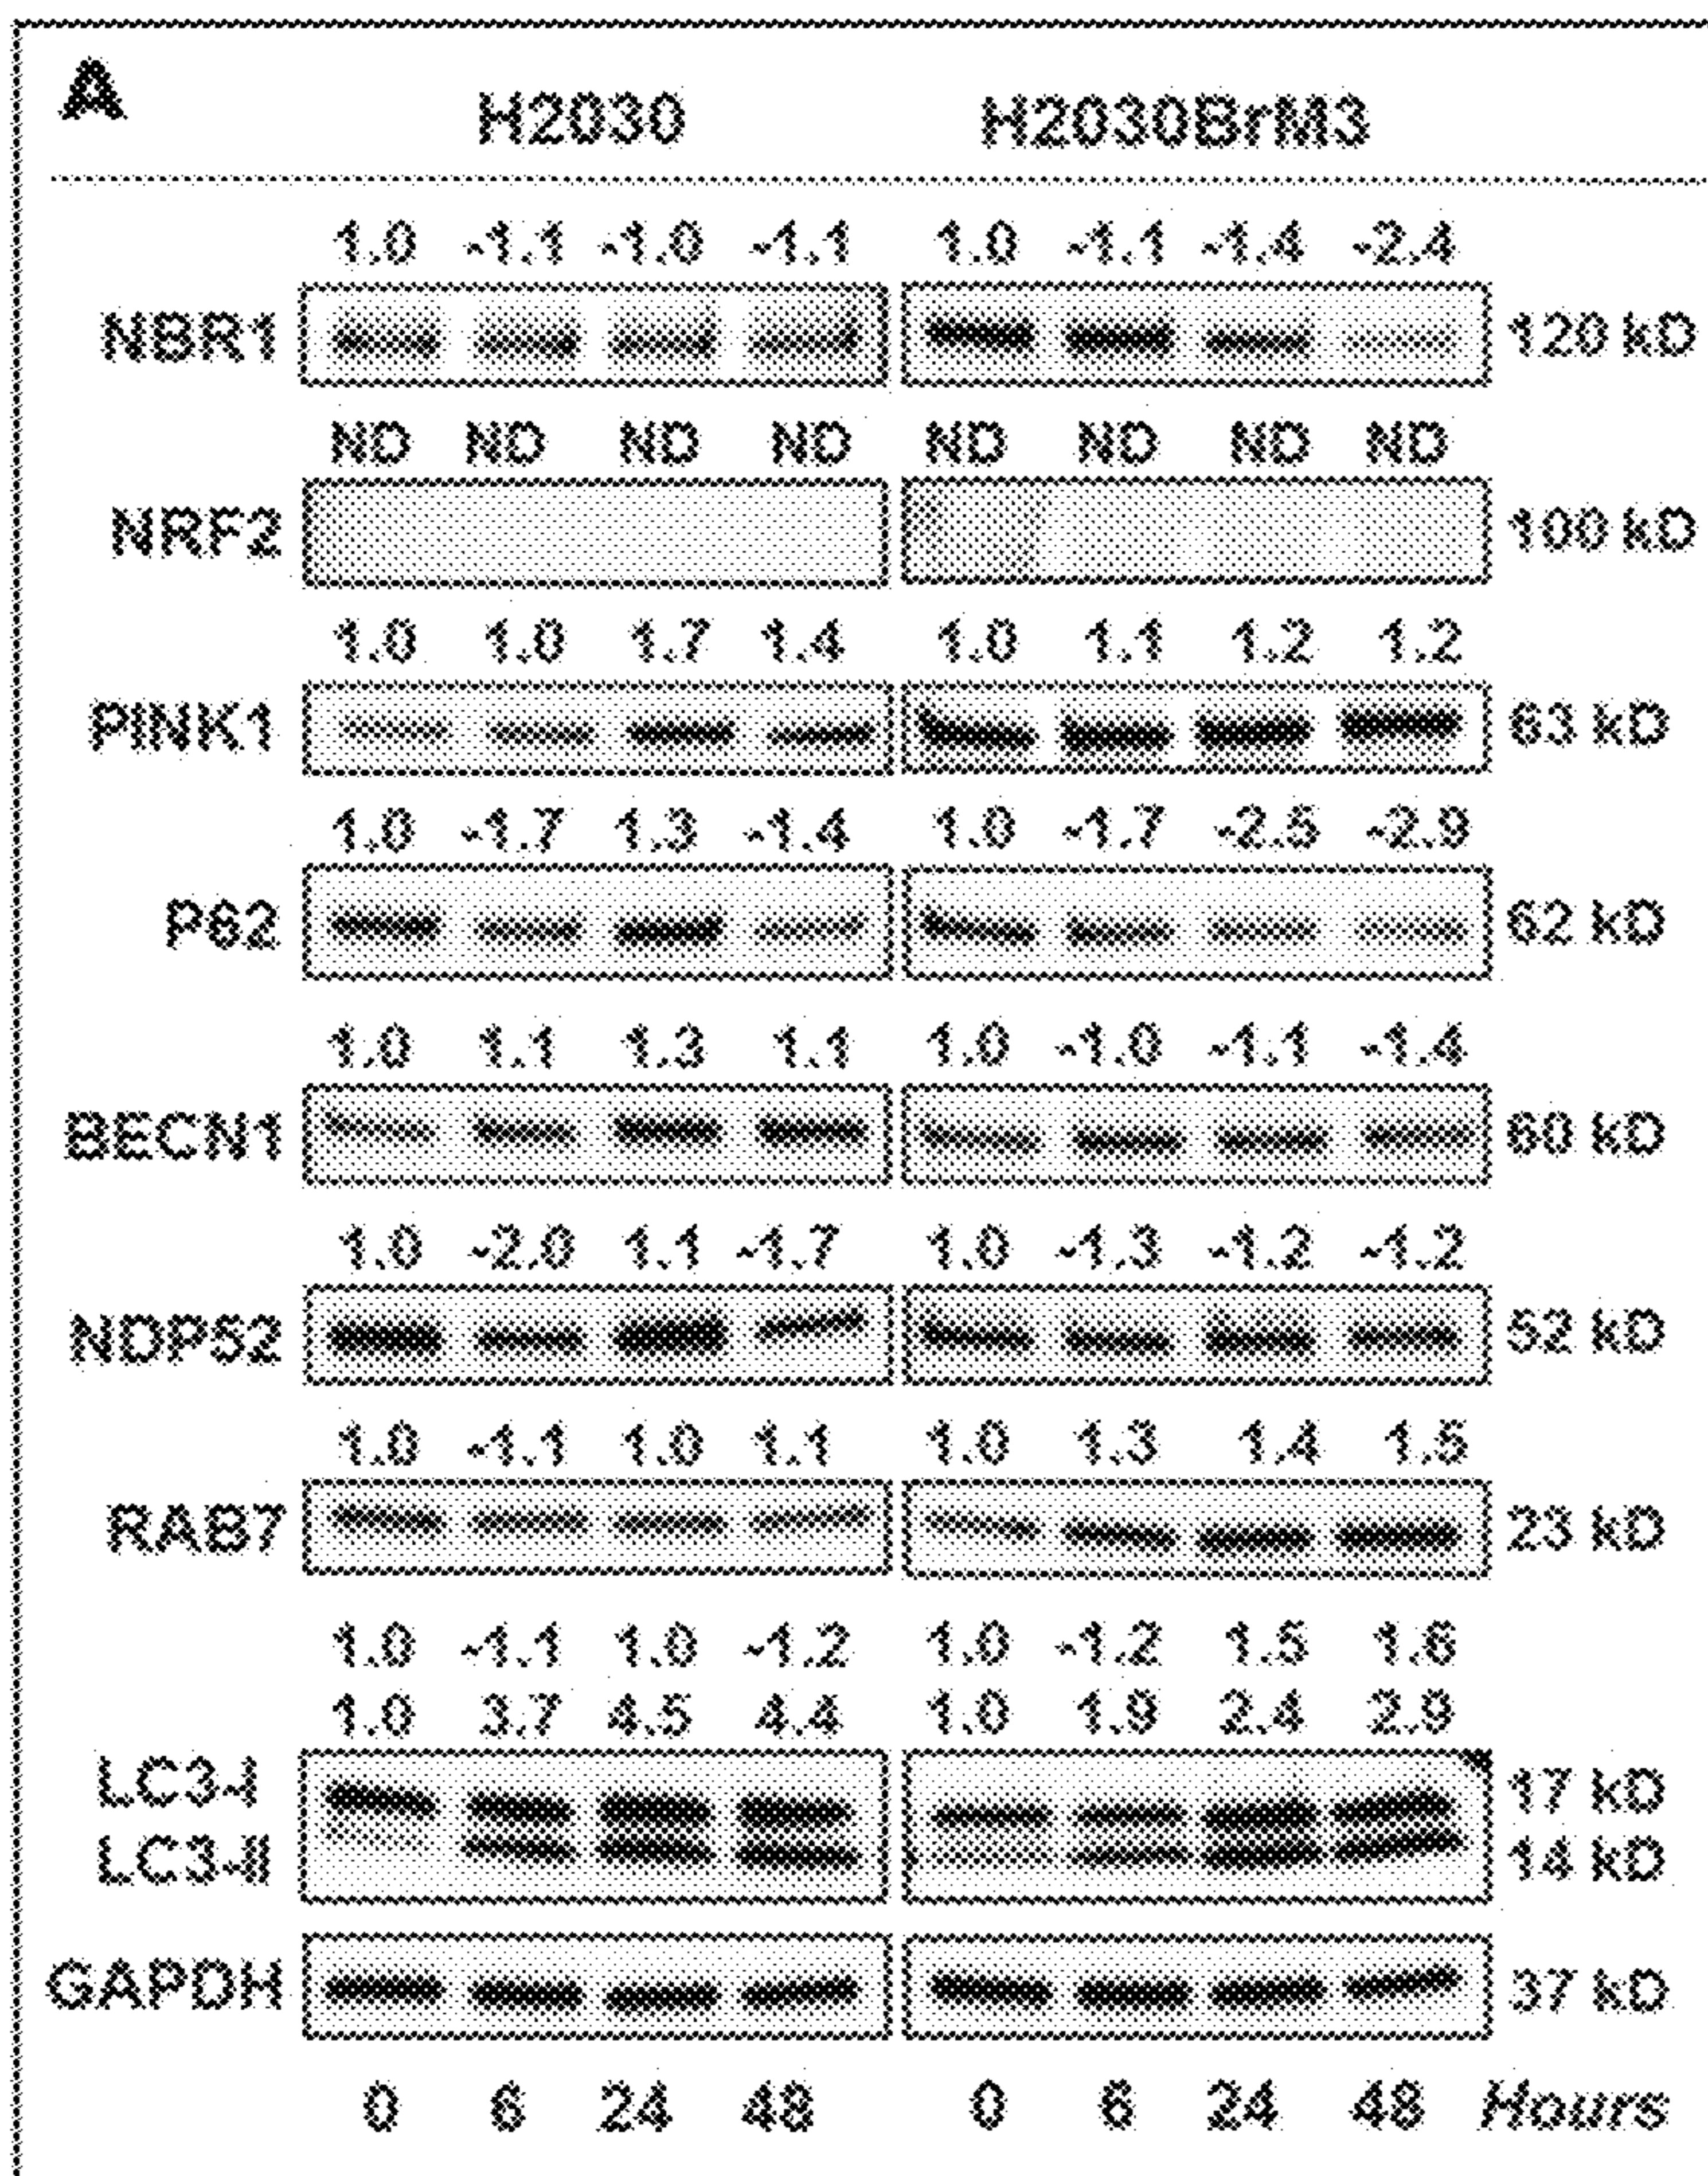 A
H2030 H2030BrM3
1.0 -1.1 -1.0 -1.1 1.0 -1.1 -1.4 -2.4
NBR1 120 kD
ND ND ND ND ND ND ND ND
NRF2 100 kD
1.0 1.0 1.7 1.4 1.0 1.1 1.2 1.2
PINK1 63 kD
1.0 -1.7 1.3 -1.4 1.0 -1.7 -2.5 -2.9
P62 62 kD
1.0 1.1 1.3 1.1 1.0 -1.0 -1.1 -1.4
BECN1 60 kD
1.0 -2.0 1.1 -1.7 1.0 -1.3 -1.2 -1.2
NDP52 52 kD
1.0 -1.1 1.0 1.1 1.0 1.3 1.4 1.5
RAB7 23 kD
1.0 -1.1 1.0 -1.2 1.0 -1.2 1.5 1.6
1.0 3.7 4.5 4.4 1.0 1.9 2.4 2.9
LC3-I 17 kD
LC3-II 14 kD
GAPDH 37 kD
0 6 24 48 0 6 24 48 Hours